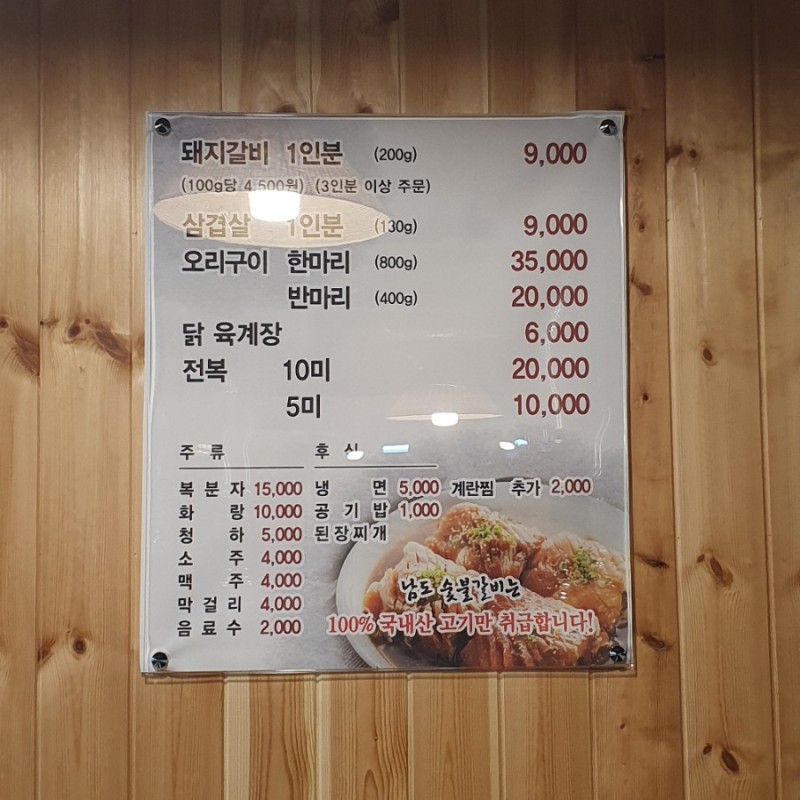 돼지갈비 1인분 (200g) 9,000
(100g당 4,500원) (3인분 이상 주문)
삼겹살 1인분 (130g) 9,000
오리구이 한마리 (800g) 35,000
반마리 (400g) 20,000
닭 육계장 6,000
전복 10미 20,000
5미 10,000
주 류
복 분 자 15,000
화 랑 10,000
청 하 5,000
소 주 4,000
맥 주 4,000
막 걸 리 4,000
음 료 수 2,000
후 식
냉 면 5,000 계란찜 추가 2,000
공 기 밥 1,000
된장찌개
남도 숯불갈비는
100% 국내산 고기만 취급합니다!